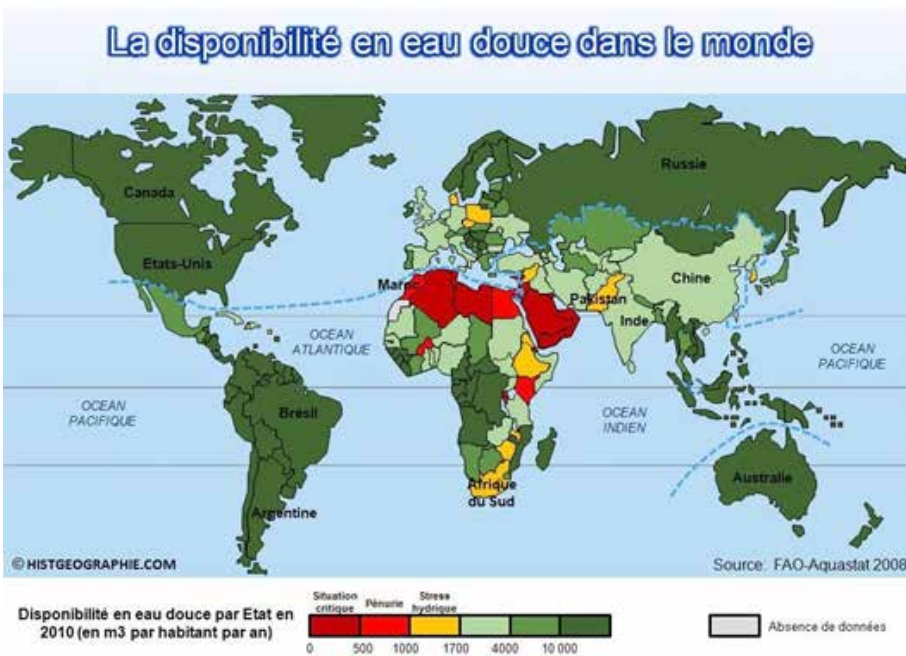 La disponibilité en eau douce dans le monde
Canada
Russie
Etats-Unis
Maroc
Pakistan
Chine
Inde
OCEAN
ATLANTIQUE
OCEAN
PACIFIQUE
OCEAN
PACIFIQUE
Brésil
OCEAN
INDIEN
Afrique
du Sud
Australie
Argentine
© HISTGEOGRAPHIE.COM
Source: FAO-Aquastat 2008
Disponibilité en eau douce par Etat en
2010 (en m3 par habitant par an)
Situation
critique
Pénurie
Stress
hydrique
0 500 1000 1700 4000 10 000
Absence de données